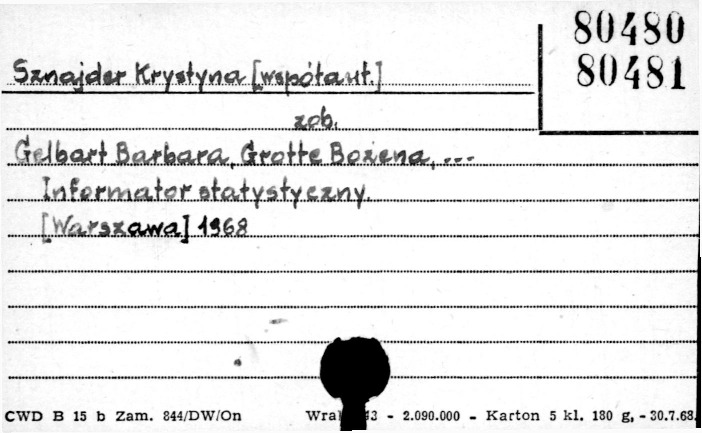 80480
80481
Sznajder Krystyna [współaut.]
zob.
Gelbart Barbara, Grotte Bożena, ...
Informator statystyczny.
[Warszawa] 1968
CWD B 15 b Zam. 844/DW/On - 2.090.000 - Karton 5 kl. 180 g, - 30.7.68.